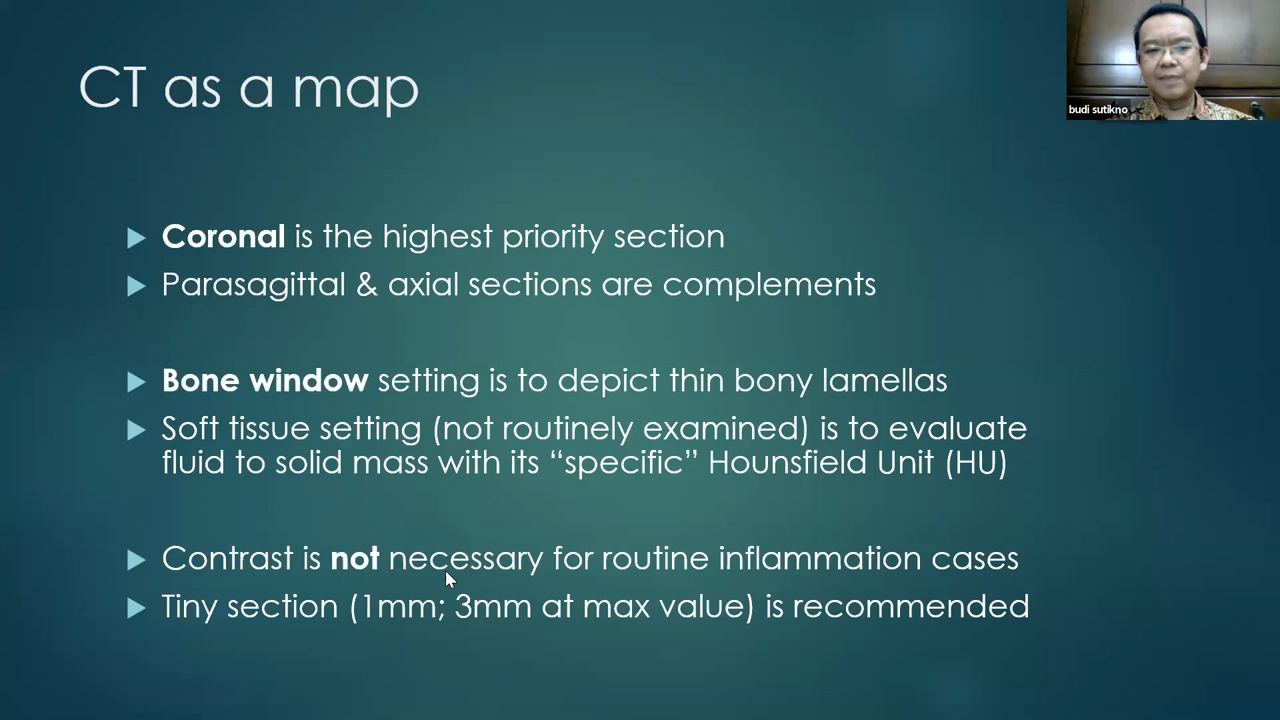 CT as a map
budi sutikno
Coronal is the highest priority section
Parasagittal & axial sections are complements
Bone window setting is to depict thin bony lamellas
Soft tissue setting (not routinely examined) is to evaluate
fluid to solid mass with its “specific” Hounsfield Unit (HU)
Contrast is not necessary for routine inflammation cases
Tiny section (1mm; 3mm at max value) is recommended